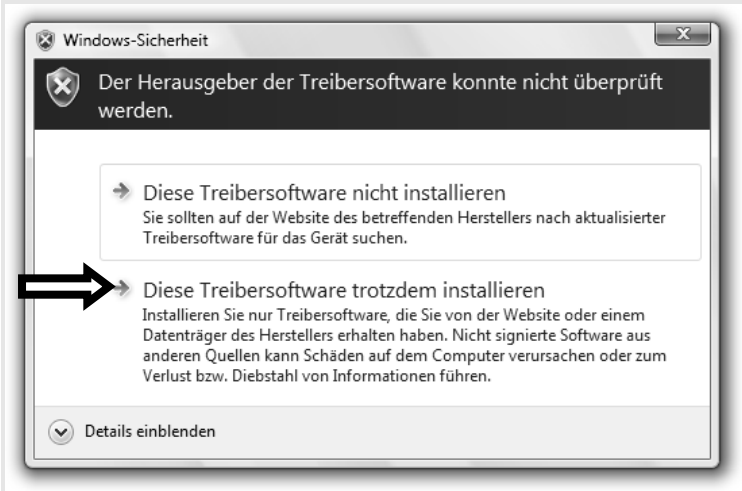 Windows-Sicherheit
Der Herausgeber der Treibersoftware konnte nicht überprüft
werden.
Diese Treibersoftware nicht installieren
Sie sollten auf der Website des betreffenden Herstellers nach aktualisierter
Treibersoftware für das Gerät suchen.
Diese Treibersoftware trotzdem installieren
Installieren Sie nur Treibersoftware, die Sie von der Website oder einem
Datenträger des Herstellers erhalten haben. Nicht signierte Software aus
anderen Quellen kann Schäden auf dem Computer verursachen oder zum
Verlust bzw. Diebstahl von Informationen führen.
Details einblenden